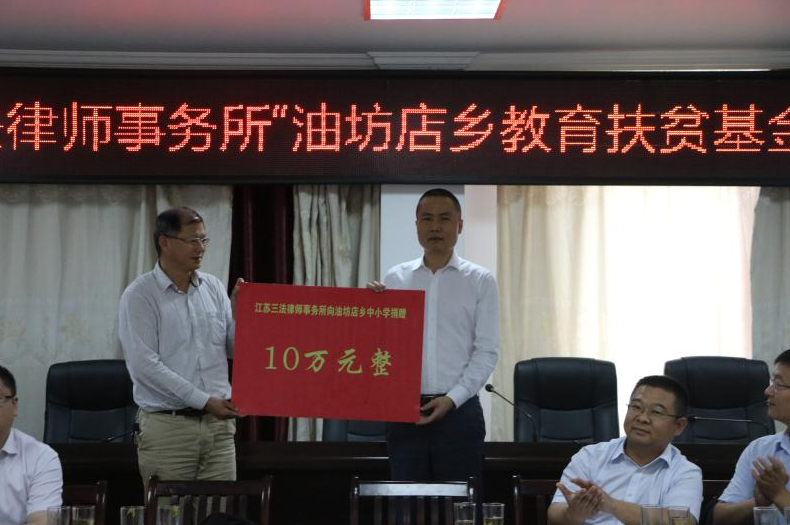 律师事务所“油坊店乡教育扶贫基金
江苏三法律师事务所向油坊店乡中小学捐赠
10万元整